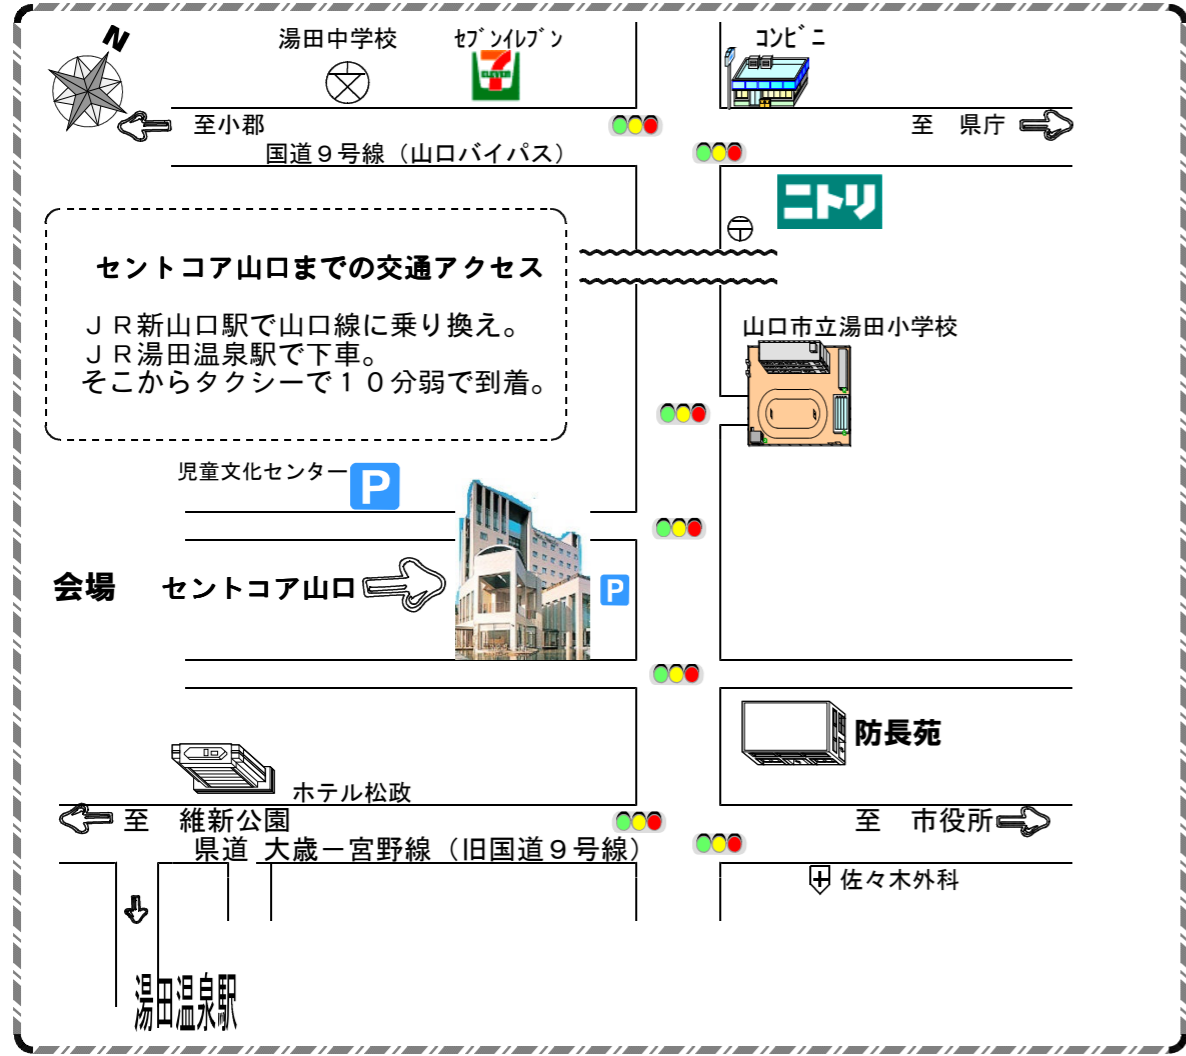 N
湯田中学校
ｾﾌﾞﾝｲﾚﾌﾞﾝ
ｺﾝﾋﾞﾆ
7
ELEVEN
至小郡
至　県庁
国道９号線（山口バイパス）
ニトリ
セントコア山口までの交通アクセス
ＪＲ新山口駅で山口線に乗り換え。
ＪＲ湯田温泉駅で下車。
そこからタクシーで１０分弱で到着。
山口市立湯田小学校
児童文化センター
P
会場　セントコア山口
P
防長苑
ホテル松政
至　維新公園
至　市役所
県道 大歳－宮野線（旧国道９号線）
佐々木外科
湯田温泉駅